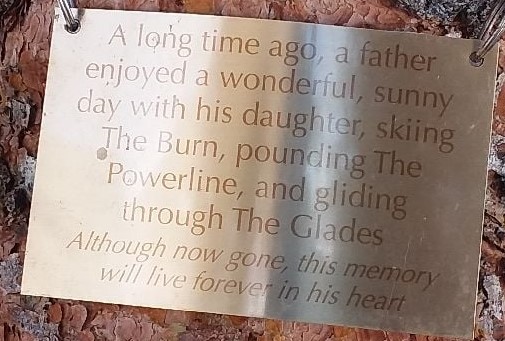 A long time ago, a father
enjoyed a wonderful, sunny
day with his daughter, skiing
The Burn, pounding The
Powerline, and gliding
through The Glades
Although now gone, this memory
will live forever in his heart